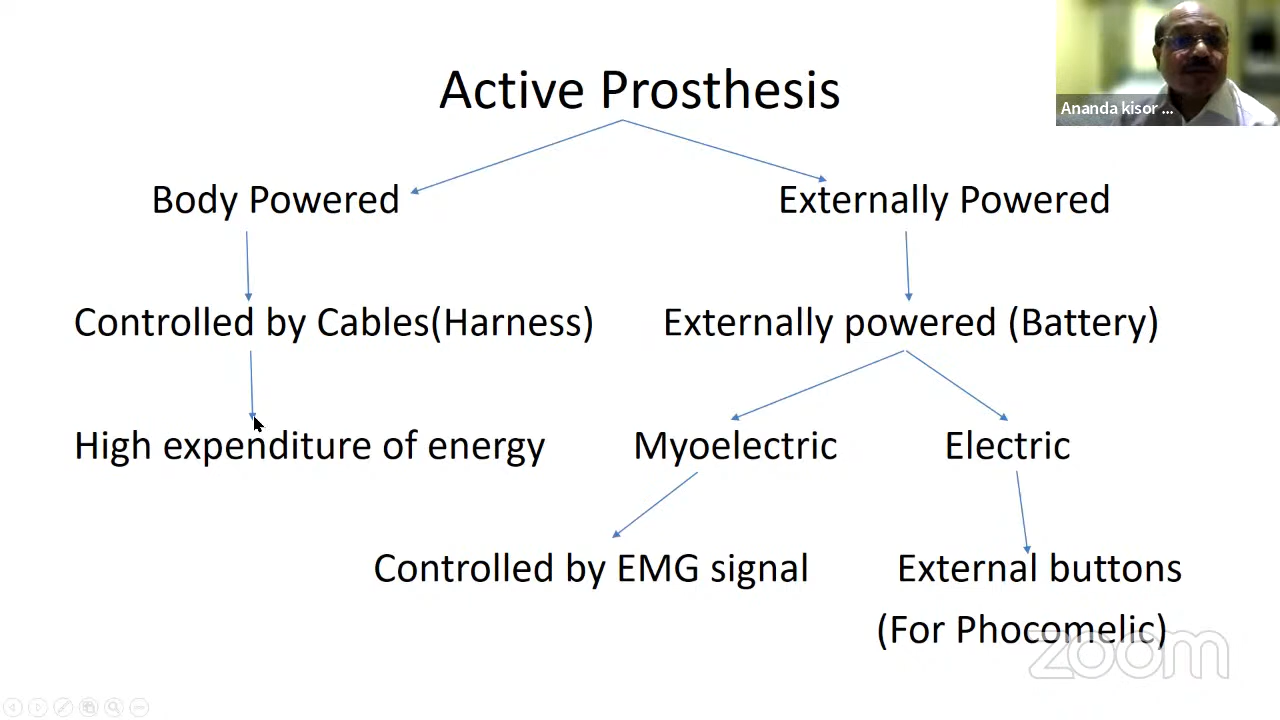 Active Prosthesis
Ananda kisor ...
Body Powered
Externally Powered
Controlled by Cables(Harness)
Externally powered (Battery)
High expenditure of energy
Myoelectric
Electric
Controlled by EMG signal
External buttons
(For Phocomelic)
zoom